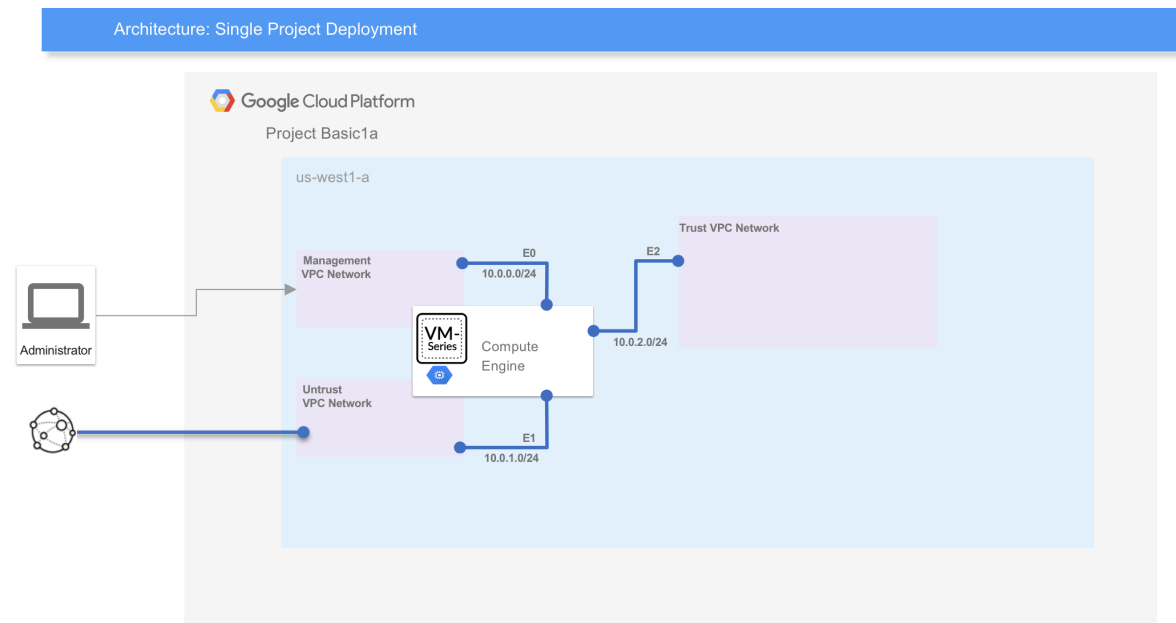 Architecture: Single Project Deployment
Google Cloud Platform
Project Basic1a
us-west1-a
Trust VPC Network
Management
VPC Network
E0
10.0.0.0/24
E2
10.0.2.0/24
VM-
Series
Compute
Engine
Administrator
Untrust
VPC Network
E1
10.0.1.0/24